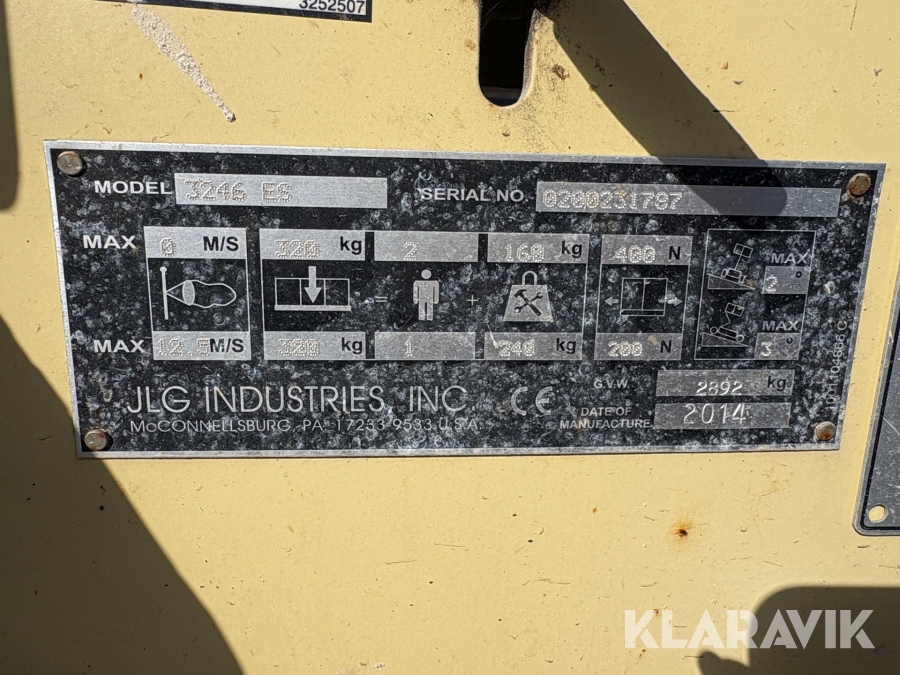 3252507
MODEL 3246 ES SERIAL NO. 0200231787
MAX 0 M/S 320 kg 2 160 kg 400 N MAX 2°
= +
MAX 12.5 M/S 320 kg 1 240 kg 200 N MAX 3°
JLG INDUSTRIES, INC. CE G.V.W. 2892 kg
McCONNELLSBURG, PA. 17233-9533 U.S.A. DATE OF MANUFACTURE 2014
KLARAVIK